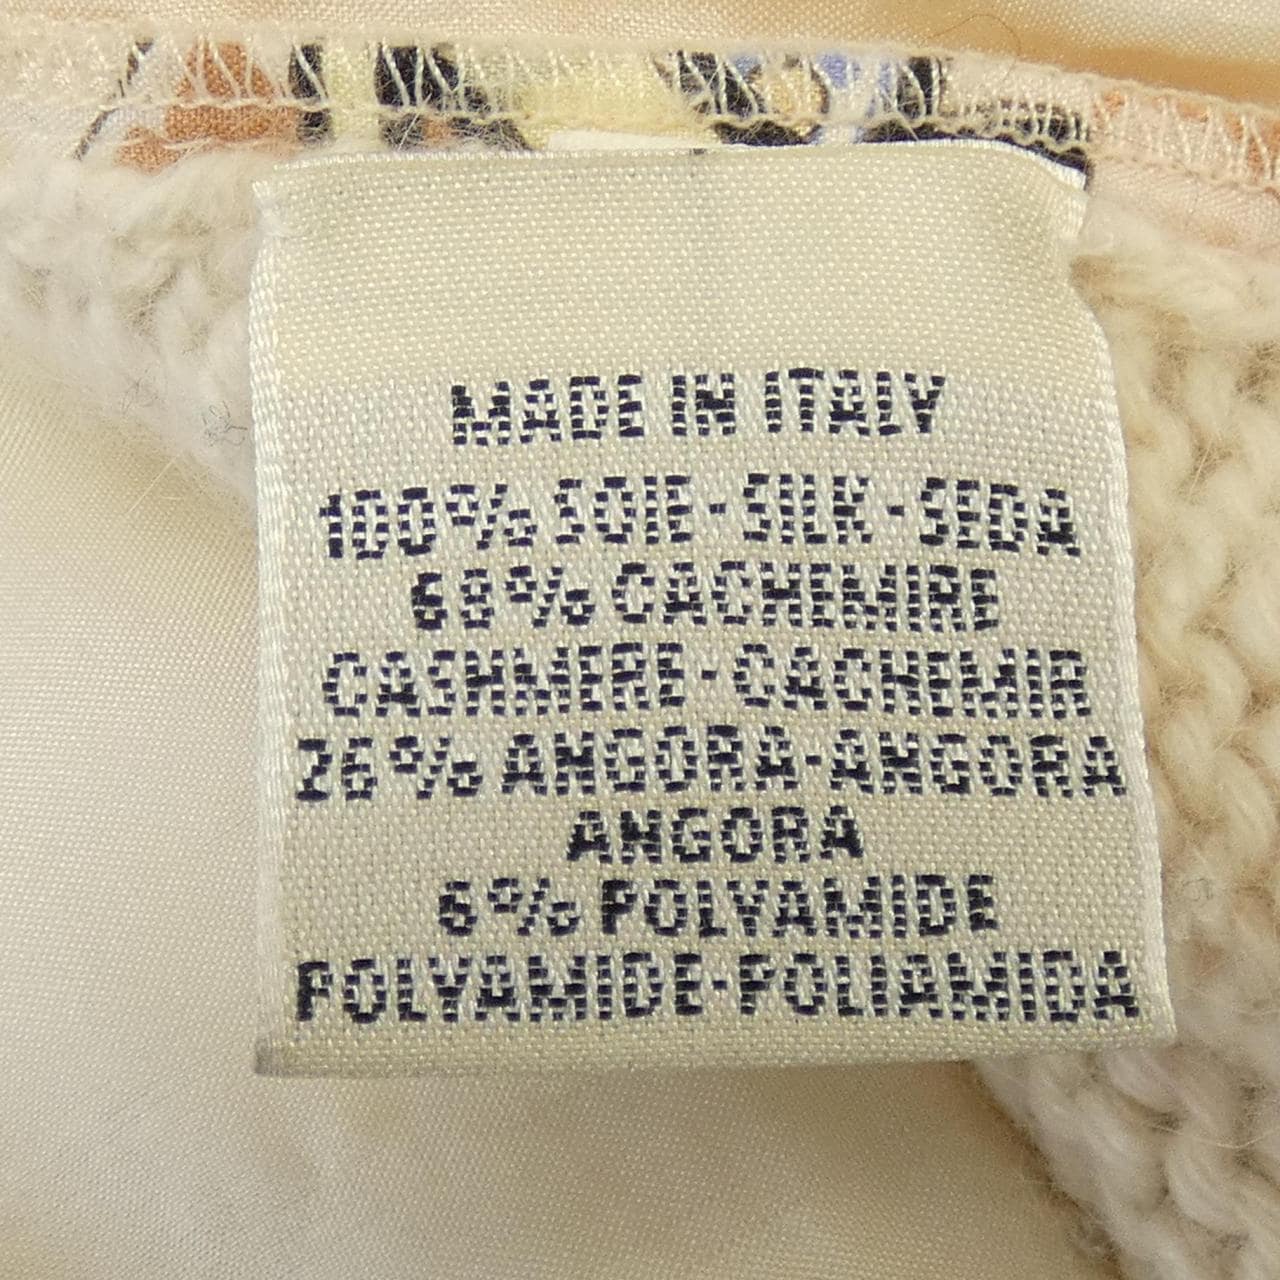 MADE IN ITALY
100% SOIE-SILK-SEDA
68% CACHEMIRE
CASHMERE-CACHEMIR
26% ANGORA-ANGORA
ANGORA
6% POLYAMIDE
POLYAMIDE-POLIAMIDA